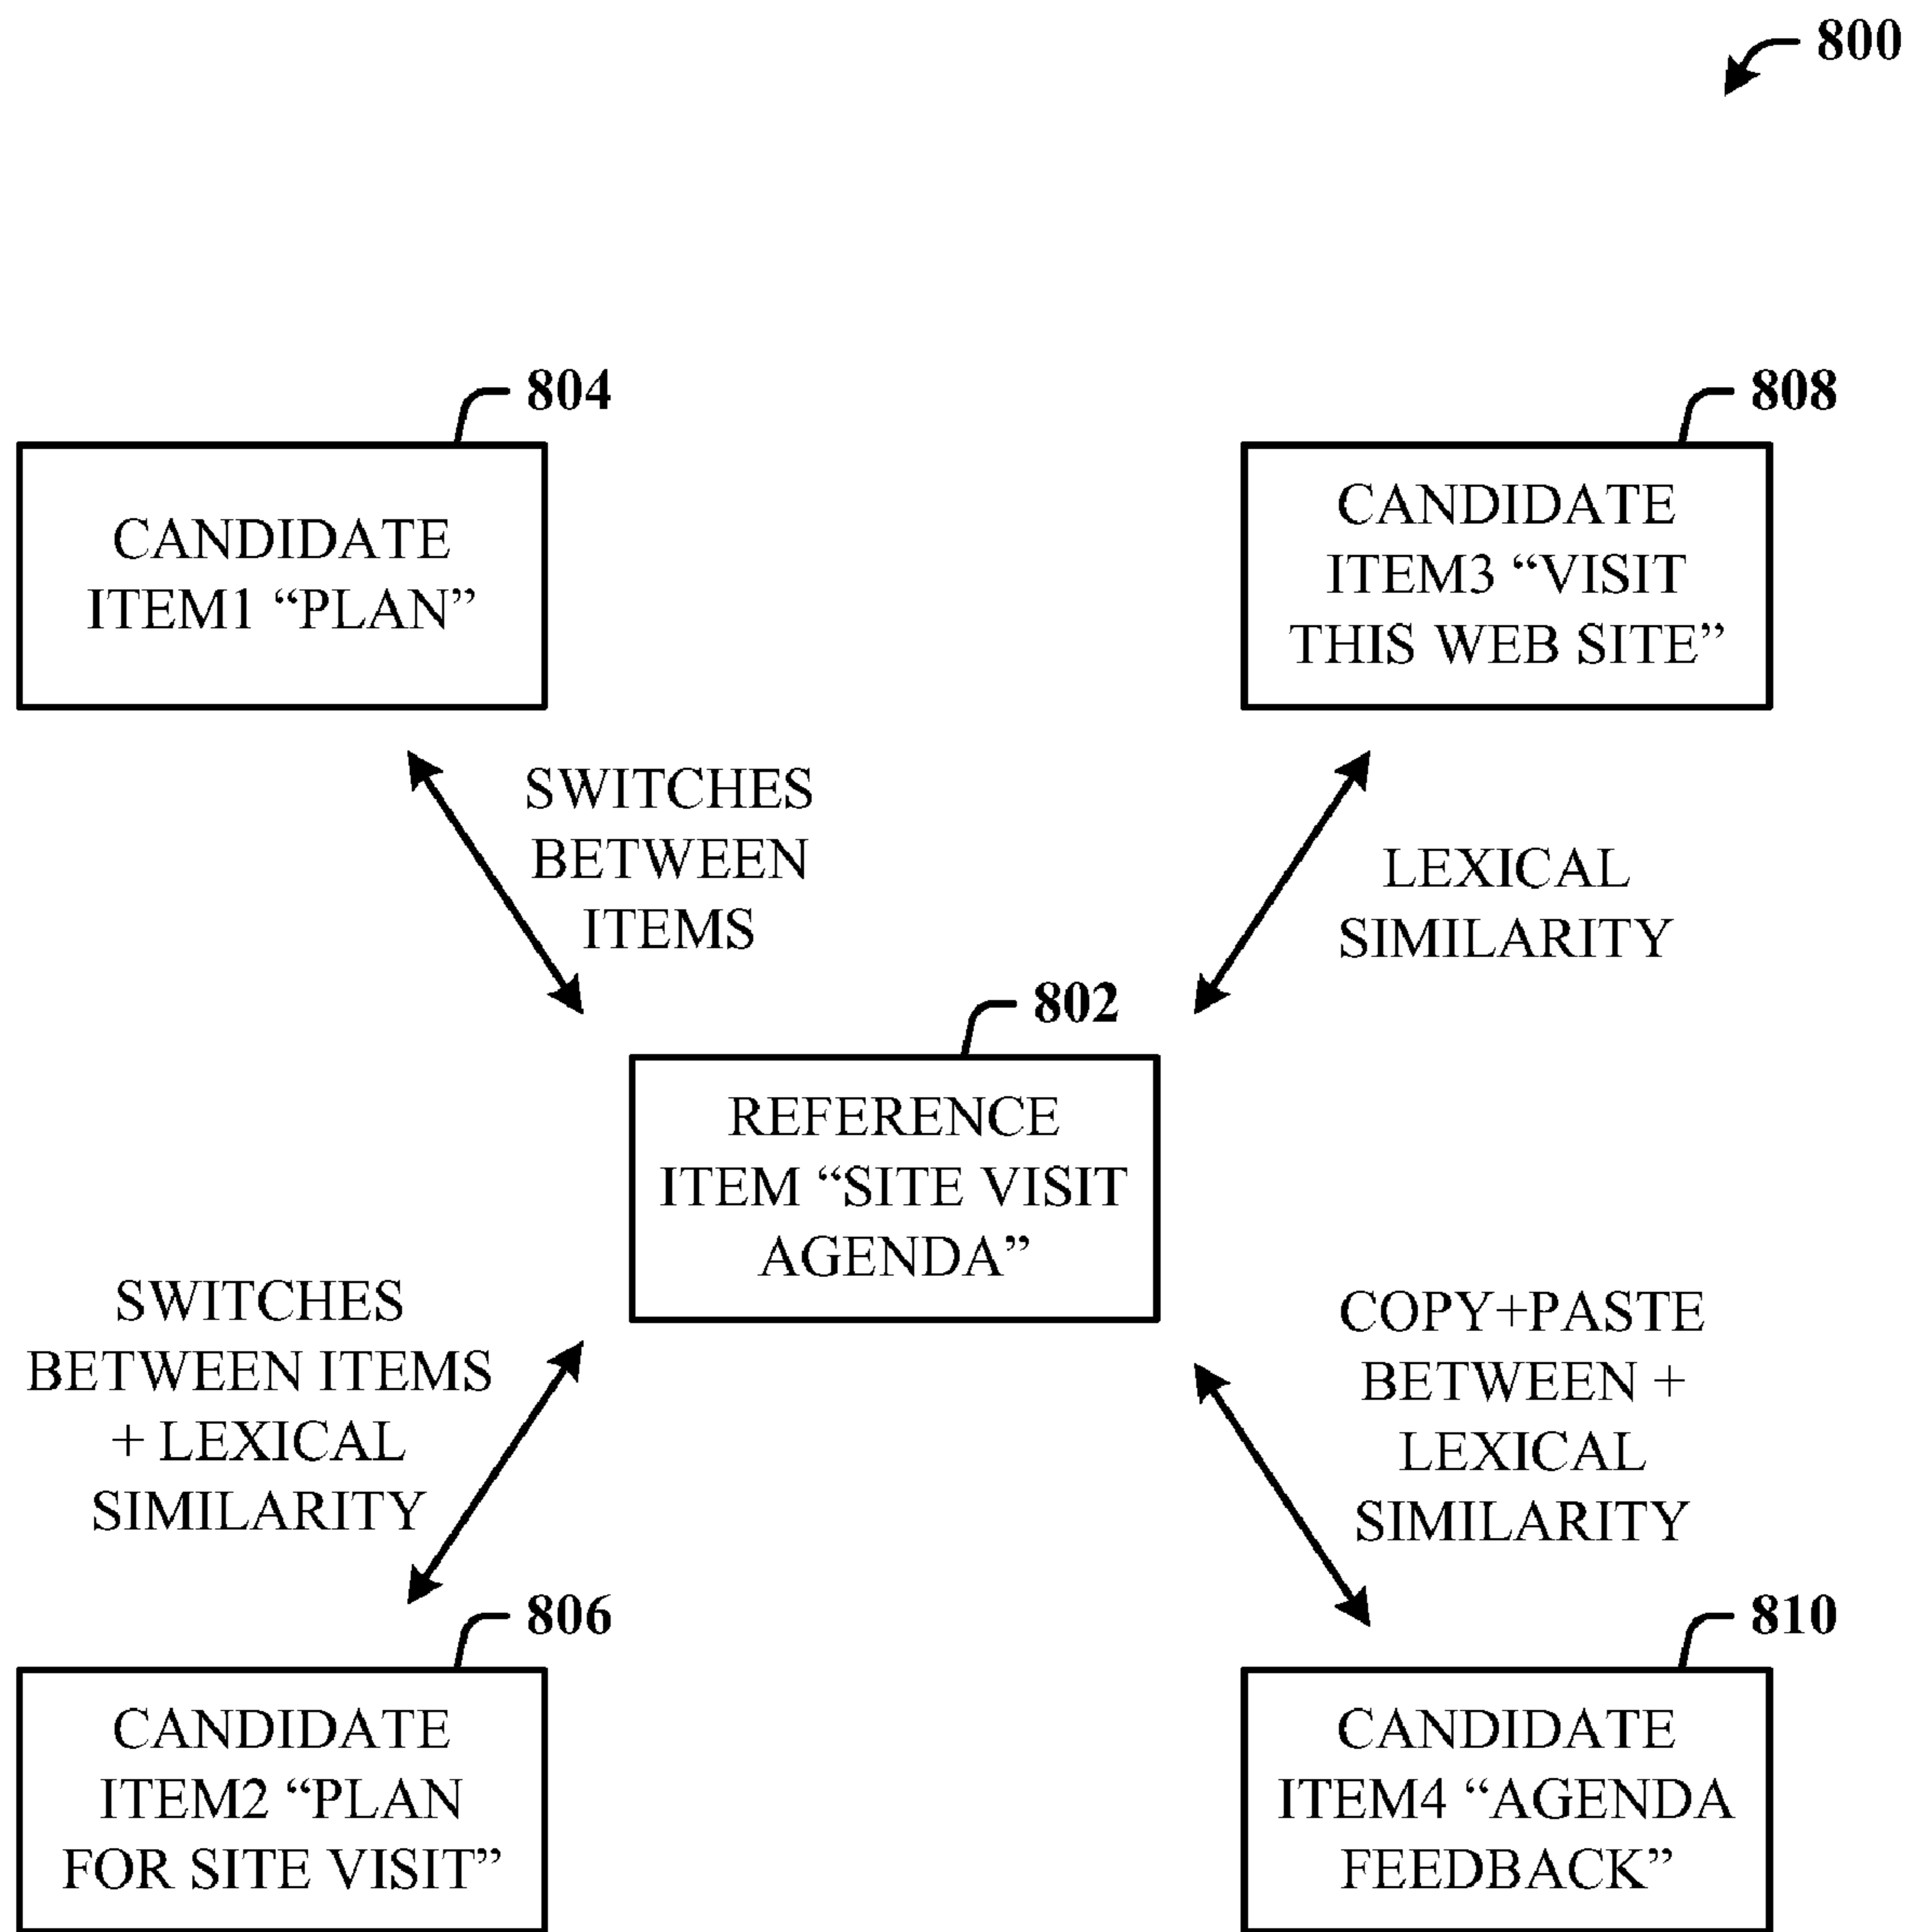 800
804
CANDIDATE
ITEM1 “PLAN”
808
CANDIDATE
ITEM3 “VISIT
THIS WEB SITE”
SWITCHES
BETWEEN
ITEMS
LEXICAL
SIMILARITY
802
REFERENCE
ITEM “SITE VISIT
AGENDA”
SWITCHES
BETWEEN ITEMS
+ LEXICAL
SIMILARITY
COPY+PASTE
BETWEEN +
LEXICAL
SIMILARITY
806
CANDIDATE
ITEM2 “PLAN
FOR SITE VISIT”
810
CANDIDATE
ITEM4 “AGENDA
FEEDBACK”